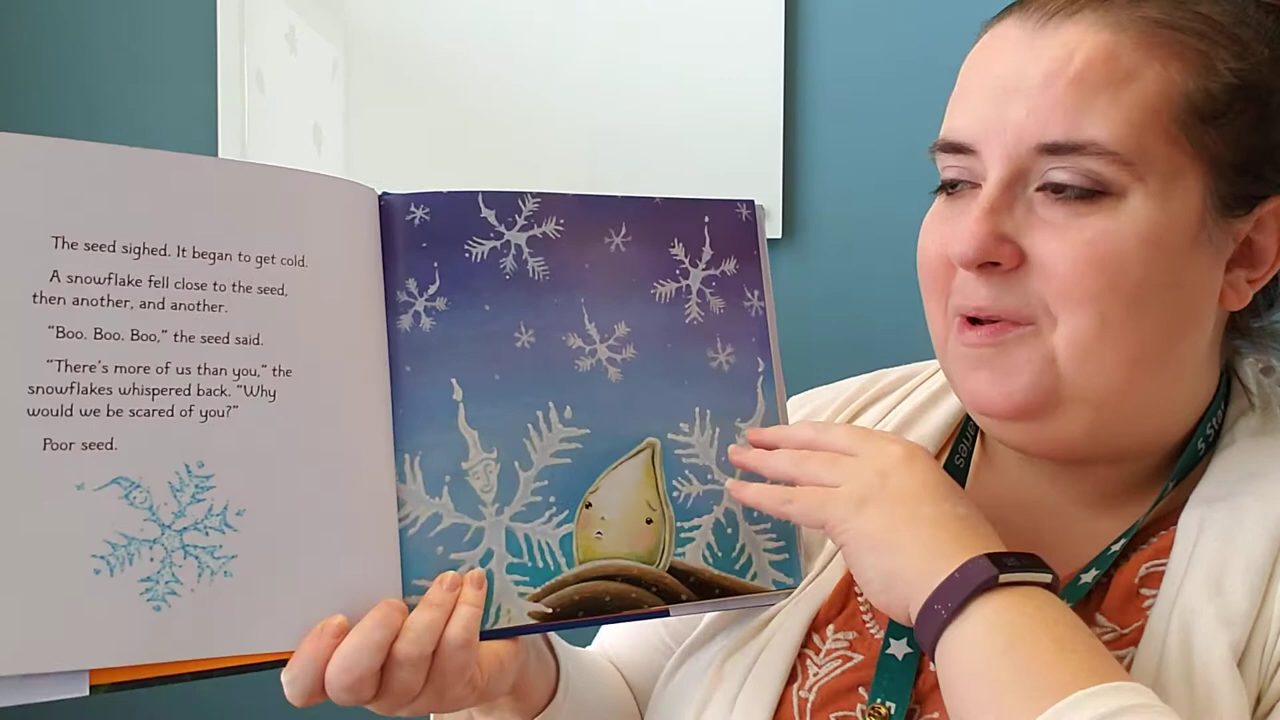 The seed sighed. It began to get cold.
A snowflake fell close to the seed,
then another, and another.
"Boo. Boo. Boo," the seed said.
"There's more of us than you," the
snowflakes whispered back. "Why
would we be scared of you?"
Poor seed.
5 Star